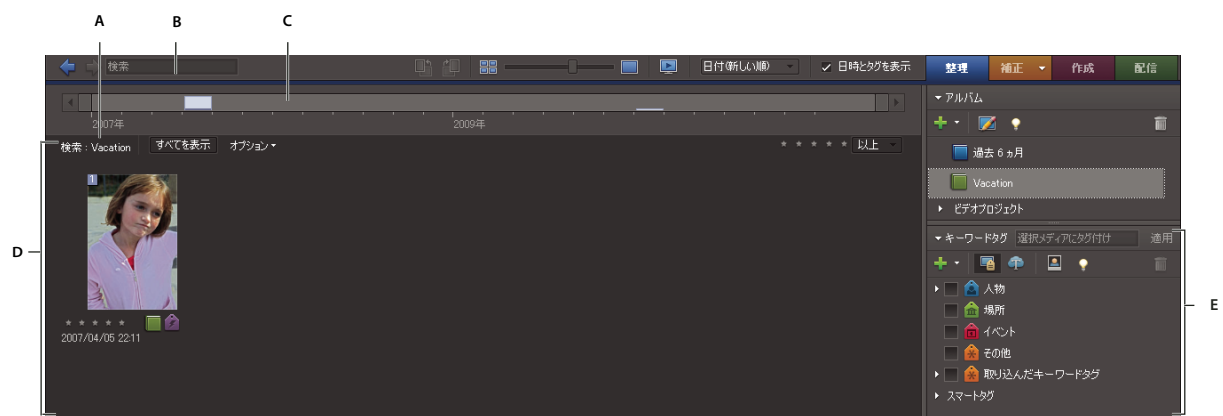 A B C
検索 日付(新しい順) 日時とタグを表示 整理 補正 作成 配信
アルバム
2007年 2009年
検索 : Vacation すべてを表示 オプション * * * * * 以上
過去 6 ヵ月
1
Vacation
ビデオプロジェクト
D
キーワードタグ 選択メディアにタグ付け 適用
人物
E
場所
* * * * *
イベント
2007/04/05 22:11
その他
取り込んだキーワードタグ
スマートタグ